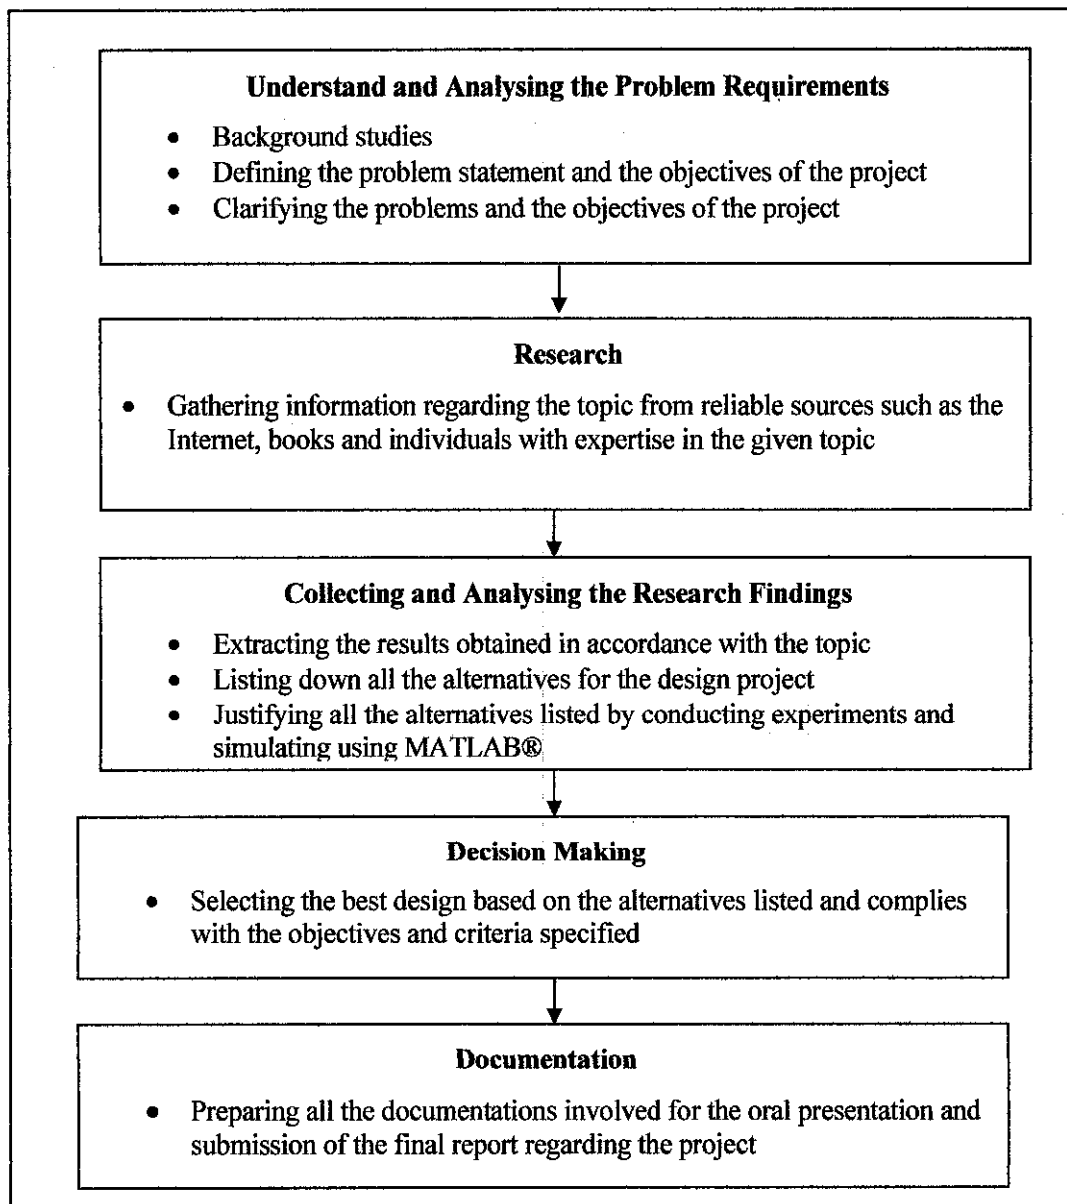 Understand and Analysing the Problem Requirements
• Background studies
• Defining the problem statement and the objectives of the project
• Clarifying the problems and the objectives of the project
Research
• Gathering information regarding the topic from reliable sources such as the
Internet, books and individuals with expertise in the given topic
Collecting and Analysing the Research Findings
• Extracting the results obtained in accordance with the topic
• Listing down all the alternatives for the design project
• Justifying all the alternatives listed by conducting experiments and
simulating using MATLAB®
Decision Making
• Selecting the best design based on the alternatives listed and complies
with the objectives and criteria specified
Documentation
• Preparing all the documentations involved for the oral presentation and
submission of the final report regarding the project